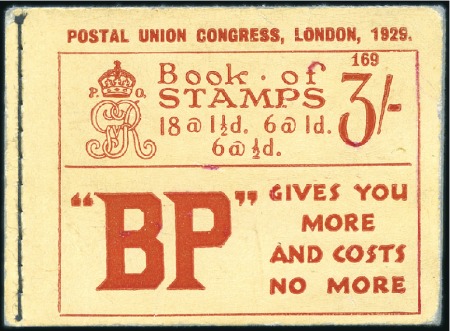 POSTAL UNION CONGRESS, LONDON, 1929.
169
Book · of
STAMPS 3/-
P. O.
GR
18 @ 1½d. 6 @ 1d.
6 @ ½d.
"BP" GIVES YOU
MORE
AND COSTS
NO MORE